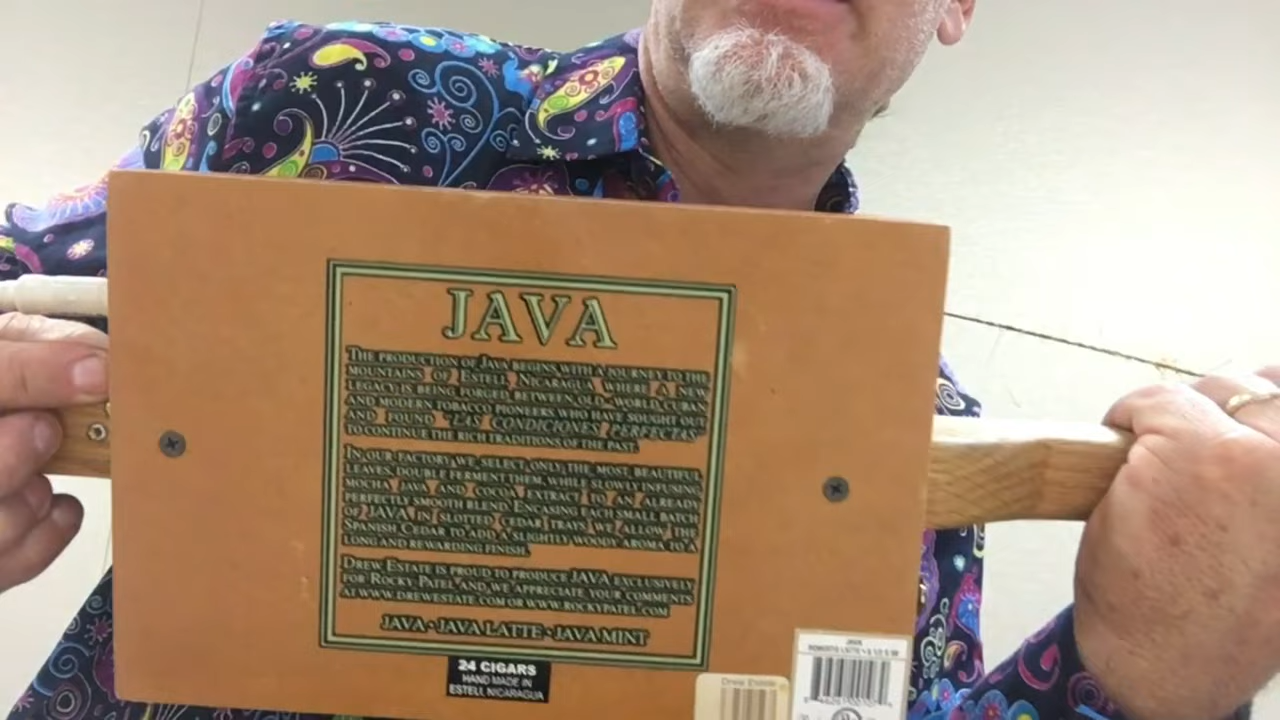 JAVA
THE PRODUCTION OF JAVA BEGINS WITH A JOURNEY TO THE
MOUNTAINS OF ESTELI, NICARAGUA, WHERE A NEW
LEGACY IS BEING FORGED BETWEEN OLD-WORLD CUBAN
AND MODERN TOBACCO PIONEERS WHO HAVE SOUGHT OUT
AND FOUND "LAS CONDICIONES PERFECTAS"
TO CONTINUE THE RICH TRADITIONS OF THE PAST.
IN OUR FACTORY WE SELECT ONLY THE MOST BEAUTIFUL
LEAVES, DOUBLE FERMENT THEM, WHILE SLOWLY INFUSING
MOCHA JAVA AND COCOA EXTRACT TO AN ALREADY
PERFECTLY SMOOTH BLEND. ENCASING EACH SMALL BATCH
OF JAVA IN SLOTTED CEDAR TRAYS WE ALLOW THE
SPANISH CEDAR TO ADD A SLIGHTLY WOODY AROMA TO A
LONG AND REWARDING FINISH.
DREW ESTATE IS PROUD TO PRODUCE JAVA EXCLUSIVELY
FOR ROCKY PATEL AND WE APPRECIATE YOUR COMMENTS
AT WWW.DREWESTATE.COM OR WWW.ROCKYPATEL.COM
JAVA • JAVA LATTE • JAVA MINT
24 CIGARS
HAND MADE IN
ESTELI, NICARAGUA
Drew Estate
JAVA
ROBUSTO LATTE